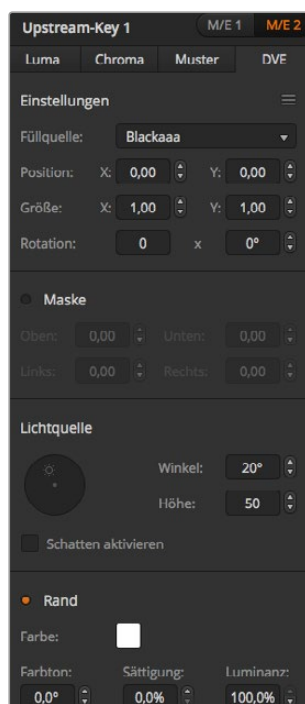 Upstream-Key 1 M/E 1 M/E 2
Luma Chroma Muster DVE
Einstellungen
Füllquelle: Blackaaa
Position: X: 0,00 Y: 0,00
Größe: X: 1,00 Y: 1,00
Rotation: 0 x 0°
Maske
Oben: 0,00 Unten: 0,00
Links: 0,00 Rechts: 0,00
Lichtquelle
Winkel: 20°
Höhe: 50
Schatten aktivieren
Rand
Farbe:
Farbton: Sättigung: Luminanz:
0,0° 0,0% 100,0%